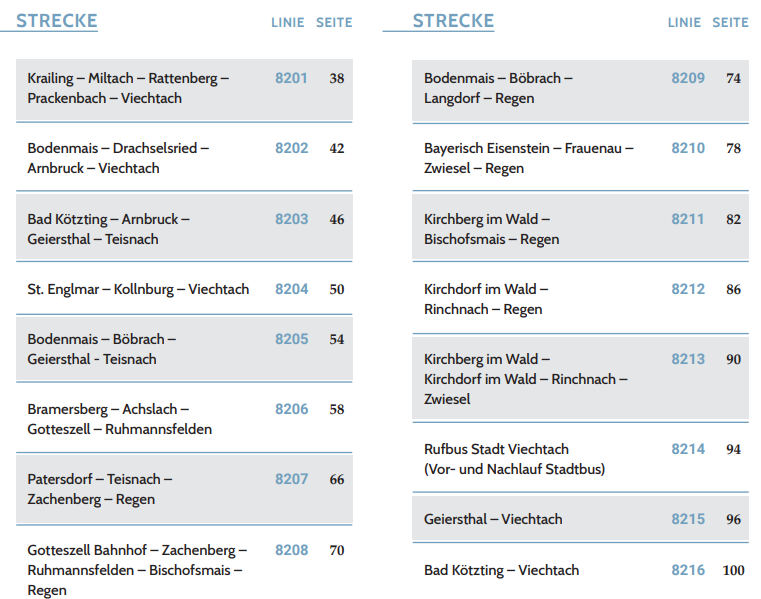 STRECKE LINIE SEITE
Krailing – Miltach – Rattenberg – 8201 38
Prackenbach – Viechtach
Bodenmais – Drachselsried – 8202 42
Arnbruck – Viechtach
Bad Kötzting – Arnbruck – 8203 46
Geiersthal – Teisnach
St. Englmar – Kollnburg – Viechtach 8204 50
Bodenmais – Böbrach – 8205 54
Geiersthal - Teisnach
Bramersberg – Achslach – 8206 58
Gotteszell – Ruhmannsfelden
Patersdorf – Teisnach – 8207 66
Zachenberg – Regen
Gotteszell Bahnhof – Zachenberg – 8208 70
Ruhmannsfelden – Bischofsmais –
Regen
STRECKE LINIE SEITE
Bodenmais – Böbrach – 8209 74
Langdorf – Regen
Bayerisch Eisenstein – Frauenau – 8210 78
Zwiesel – Regen
Kirchberg im Wald – 8211 82
Bischofsmais – Regen
Kirchdorf im Wald – 8212 86
Rinchnach – Regen
Kirchberg im Wald – 8213 90
Kirchdorf im Wald – Rinchnach –
Zwiesel
Rufbus Stadt Viechtach 8214 94
(Vor- und Nachlauf Stadtbus)
Geiersthal – Viechtach 8215 96
Bad Kötzting – Viechtach 8216 100